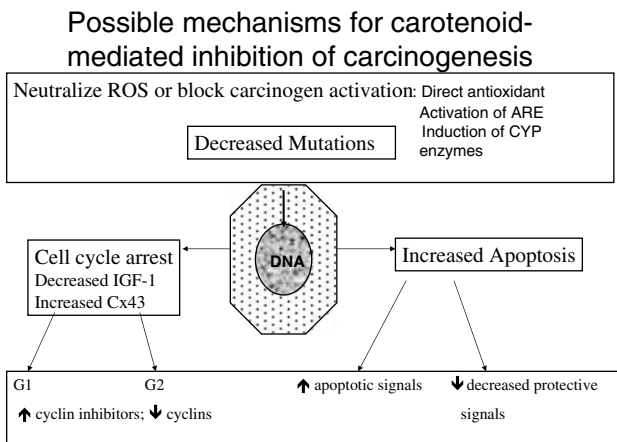 Possible mechanisms for carotenoid-
mediated inhibition of carcinogenesis
Neutralize ROS or block carcinogen activation: Direct antioxidant
Activation of ARE
Induction of CYP
enzymes
Decreased Mutations
DNA
Cell cycle arrest
Decreased IGF-1
Increased Cx43
Increased Apoptosis
G1 G2
↑ cyclin inhibitors; ↓ cyclins
↑ apoptotic signals
↓ decreased protective
signals